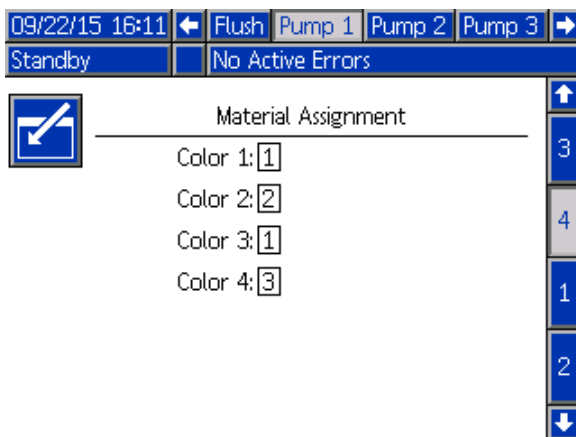 09/22/15 16:11 Flush Pump 1 Pump 2 Pump 3
Standby No Active Errors
Material Assignment
Color 1: 1
Color 2: 2
Color 3: 1
Color 4: 3
3
4
1
2